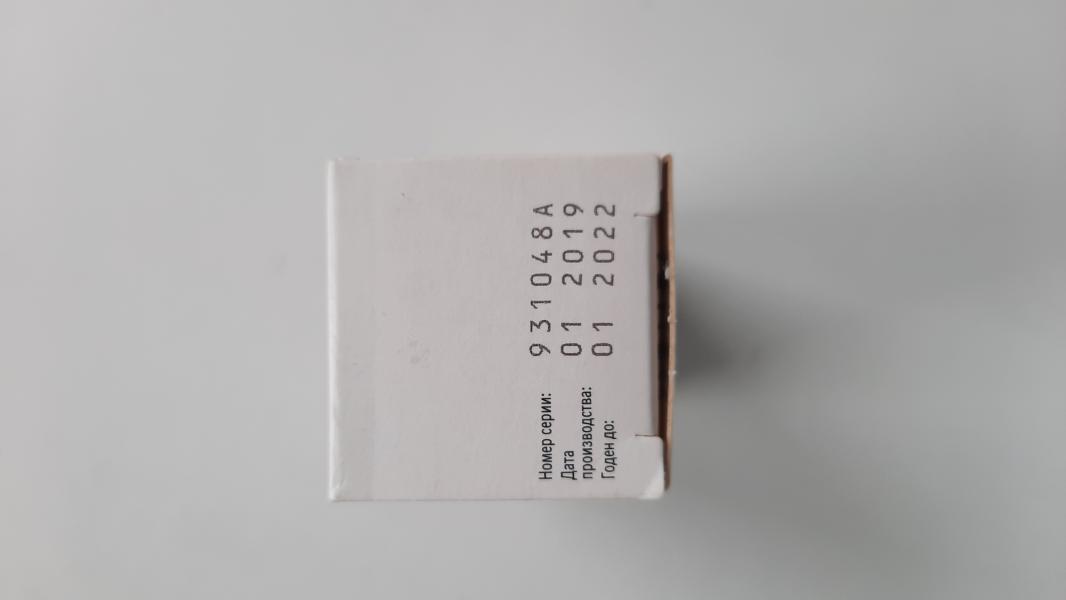 Номер серии: 931048A
Дата 01 2019
производства:
Годен до: 01 2022